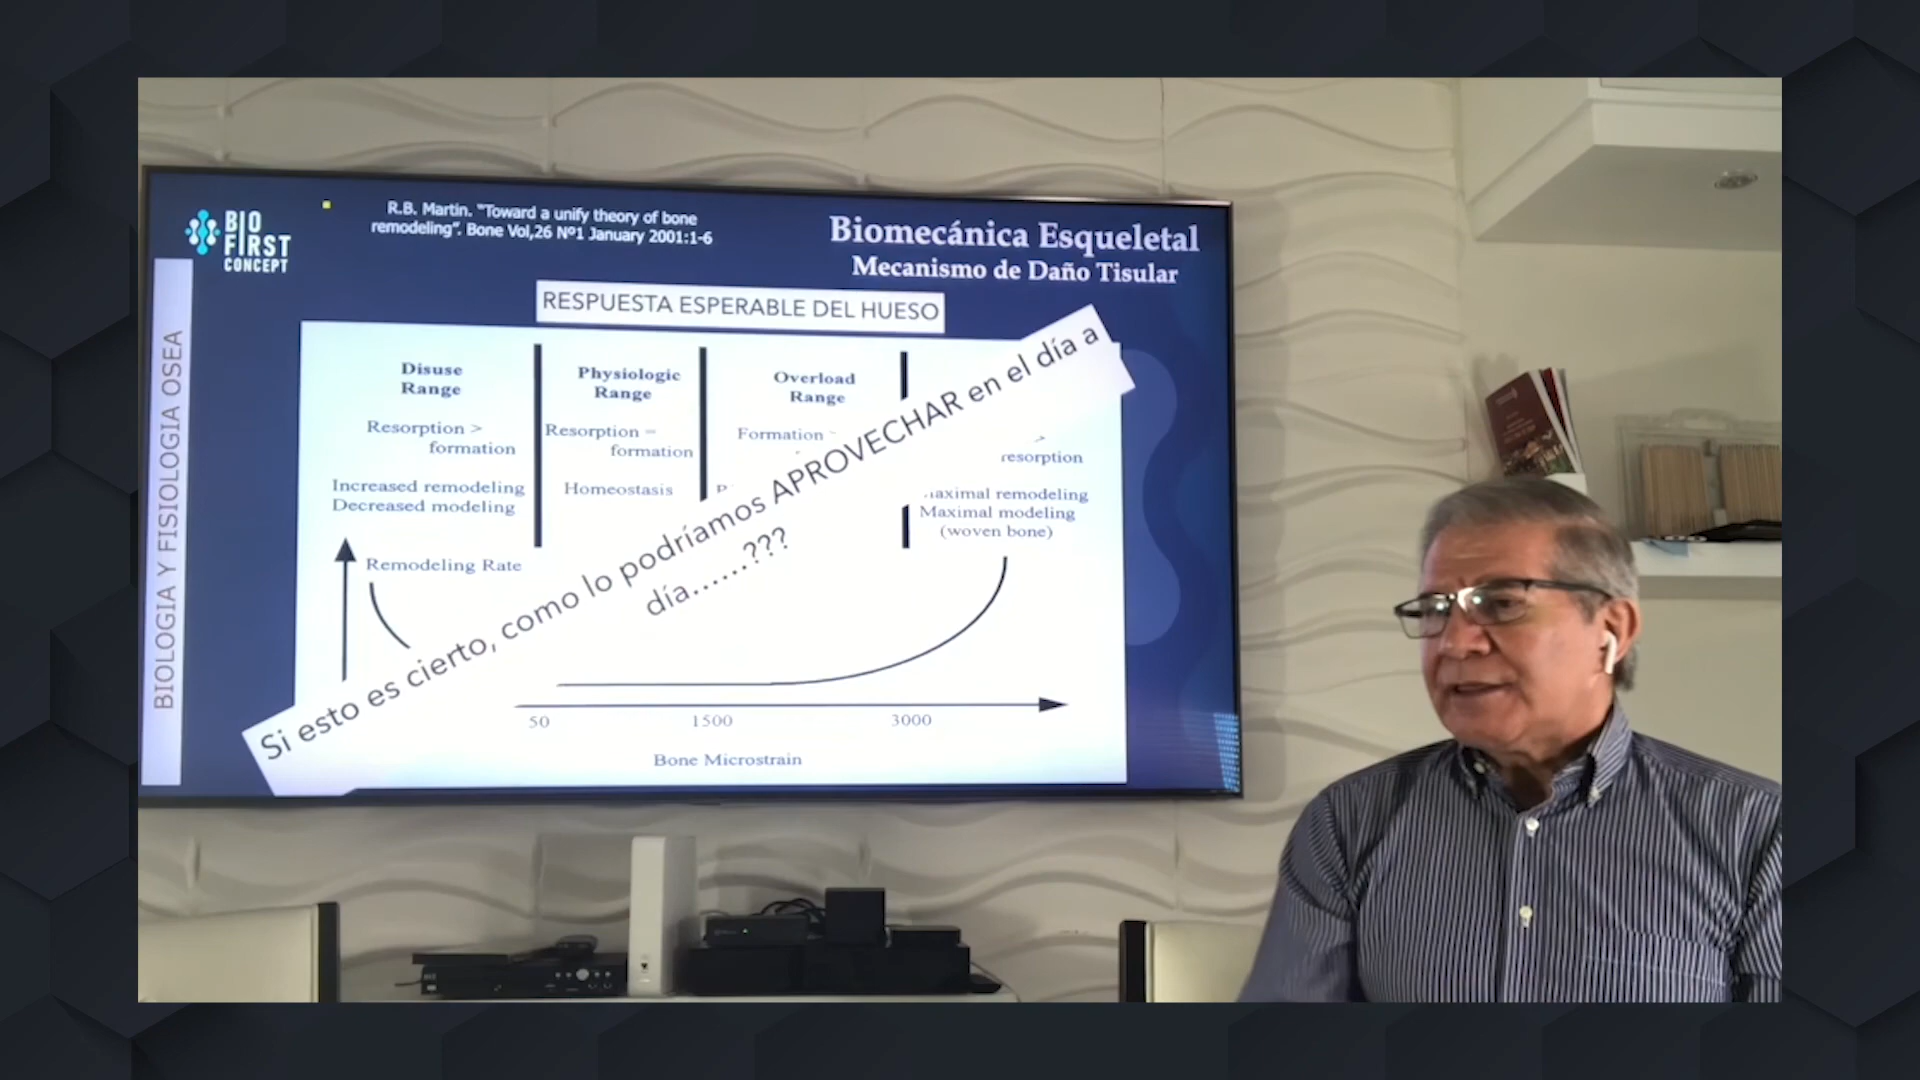 BIO
FIRST
CONCEPT
R.B. Martin. "Toward a unify theory of bone
remodeling". Bone Vol,26 Nº1 January 2001:1-6
Biomecánica Esqueletal
Mecanismo de Daño Tisular
BIOLOGIA Y FISIOLOGIA OSEA
RESPUESTA ESPERABLE DEL HUESO
Disuse
Range
Resorption >
formation
Increased remodeling
Decreased modeling
Physiologic
Range
Resorption =
formation
Homeostasis
Overload
Range
Formation
resorption
Maximal modeling
(woven bone)
Si esto es cierto, como lo podríamos APROVECHAR en el día a
día......???
Remodeling Rate
50
1500
3000
Bone Microstrain